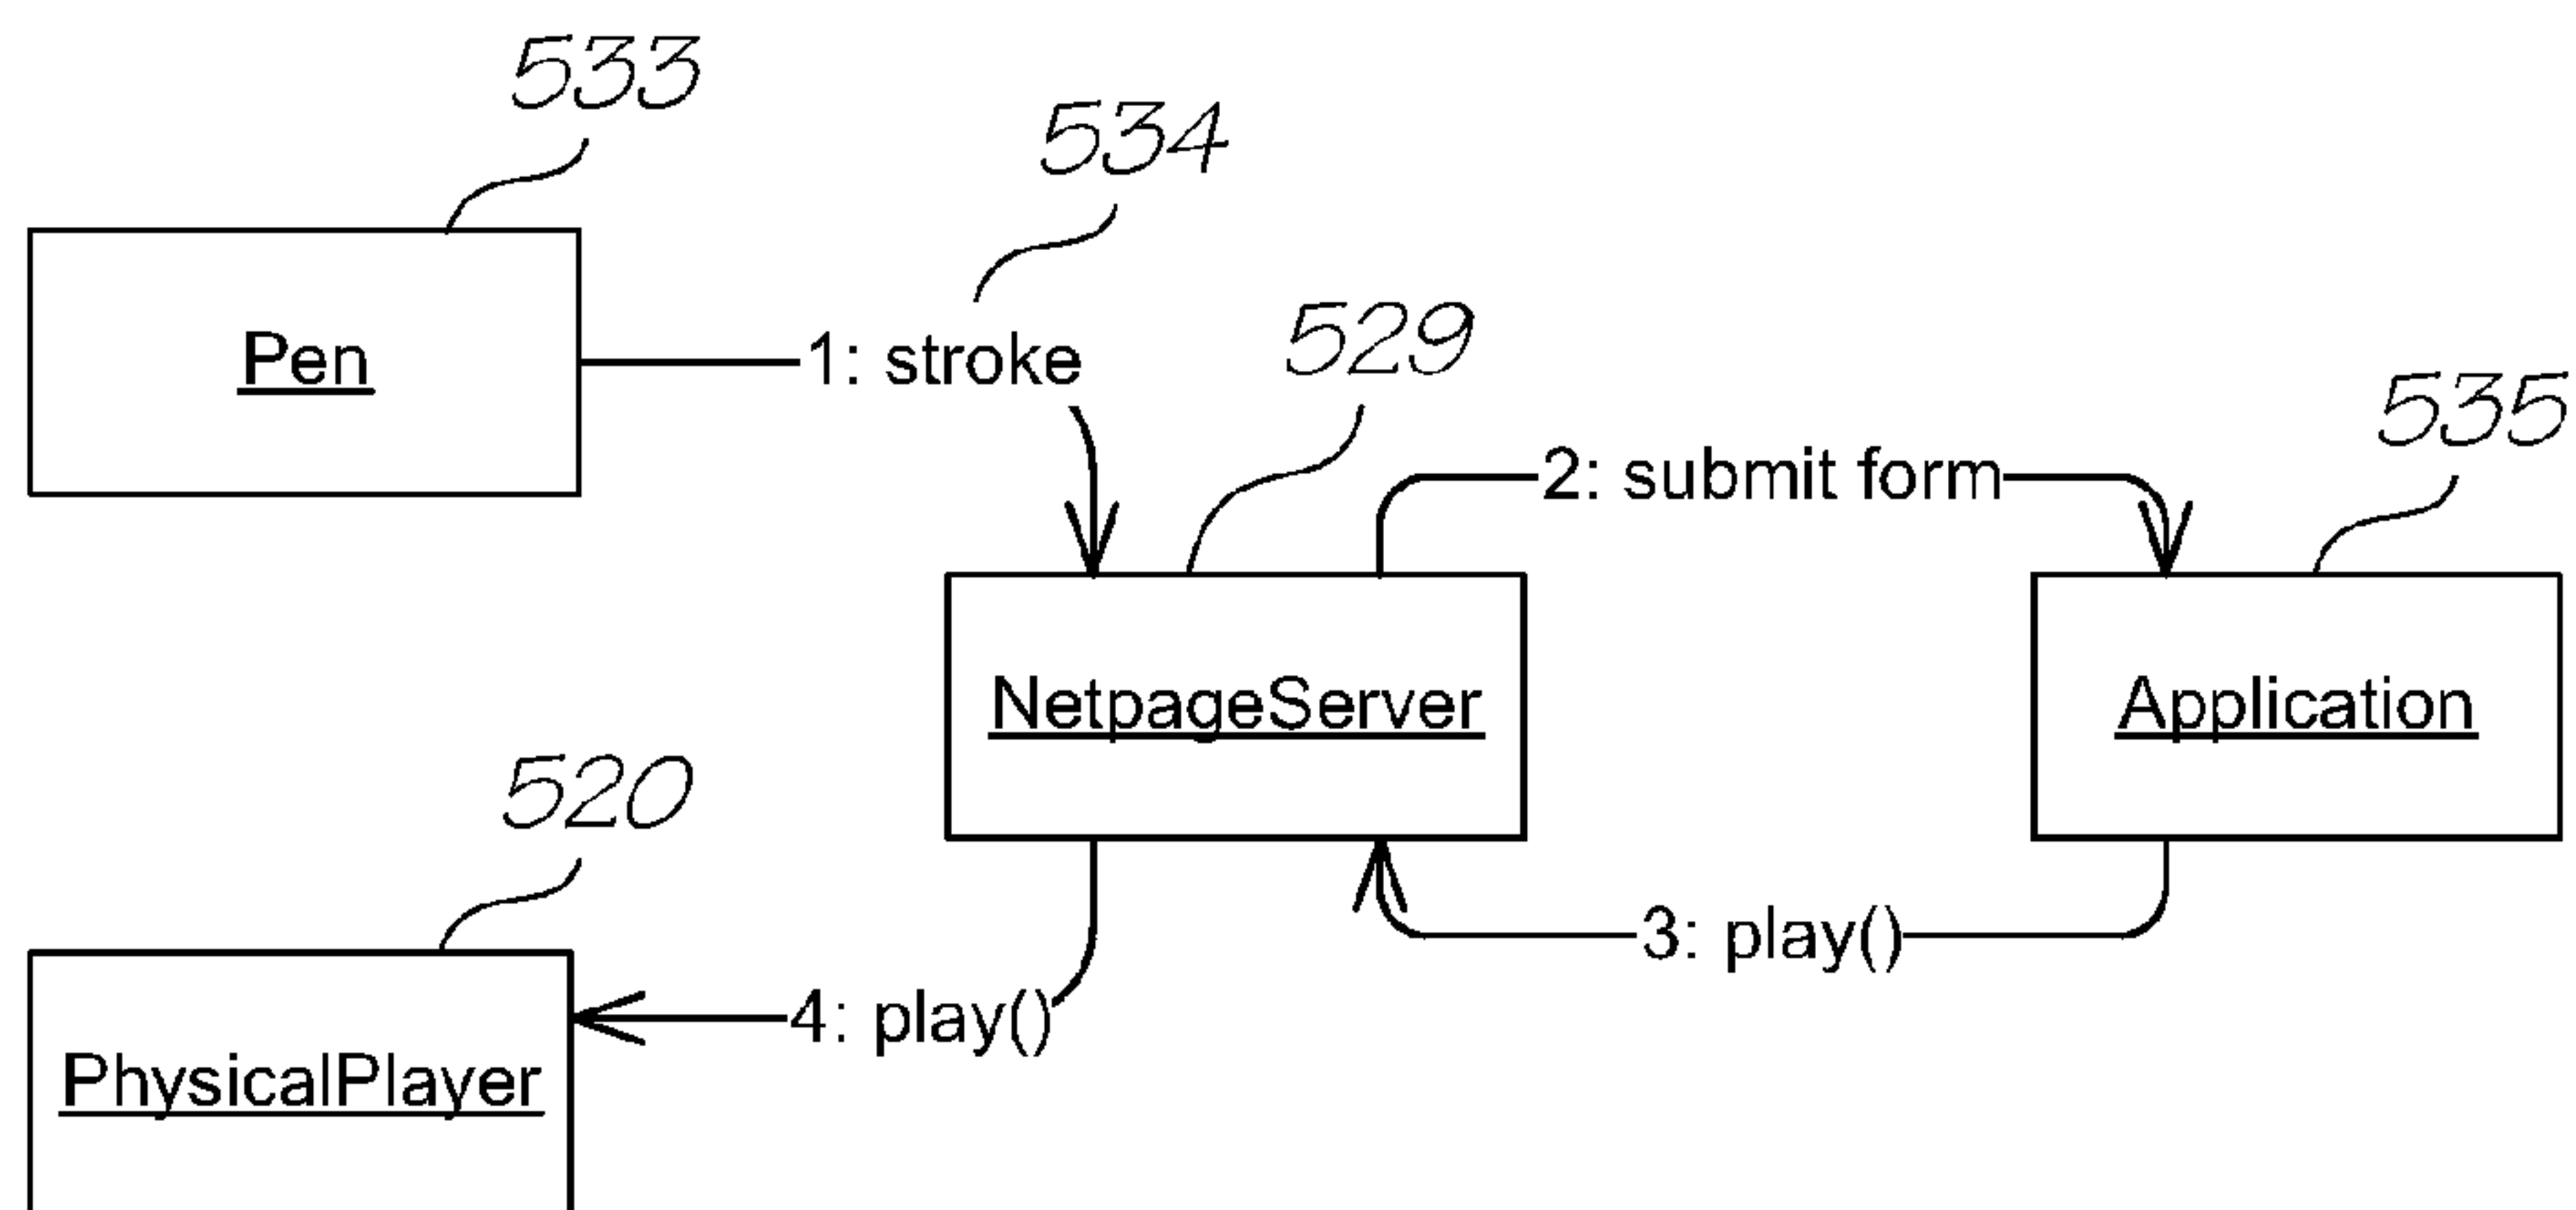 533
534
Pen
1: stroke
529
535
2: submit form
NetpageServer
Application
520
3: play()
4: play()
PhysicalPlayer